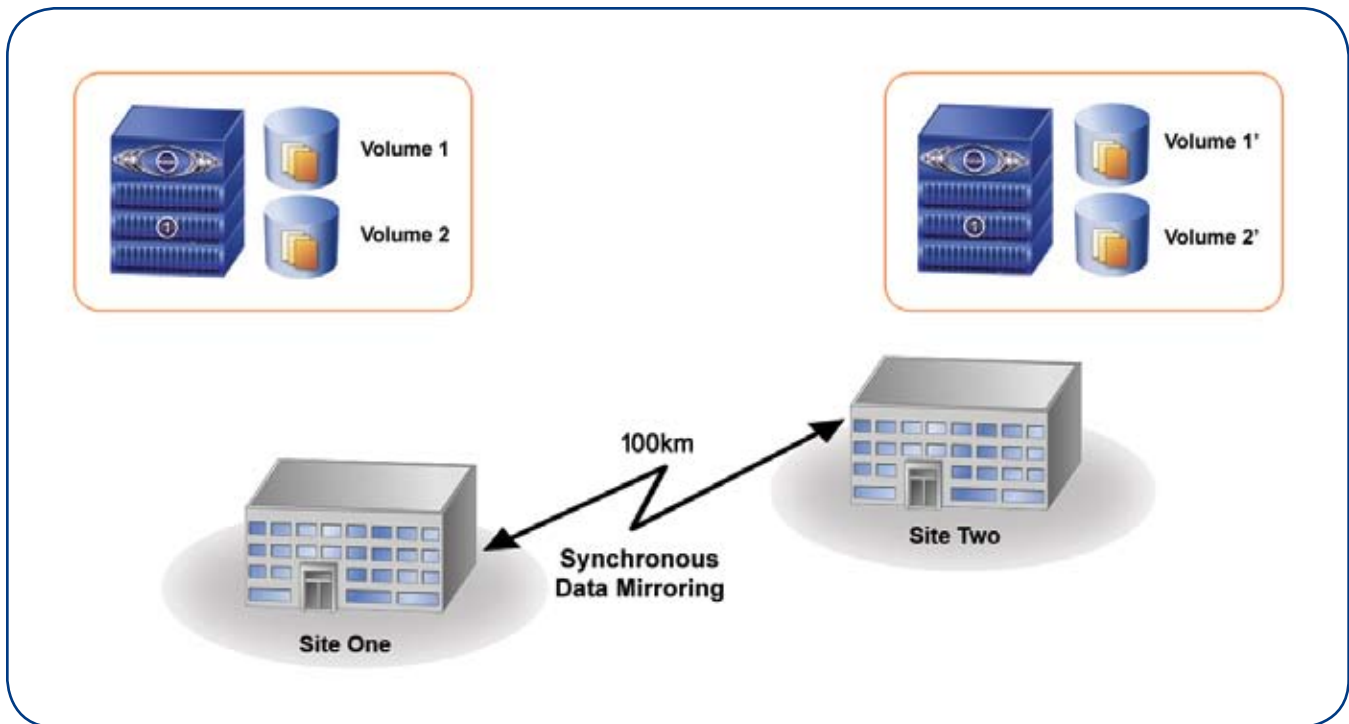 Volume 1
Volume 2
Volume 1'
Volume 2'
100km
Synchronous
Data Mirroring
Site One
Site Two